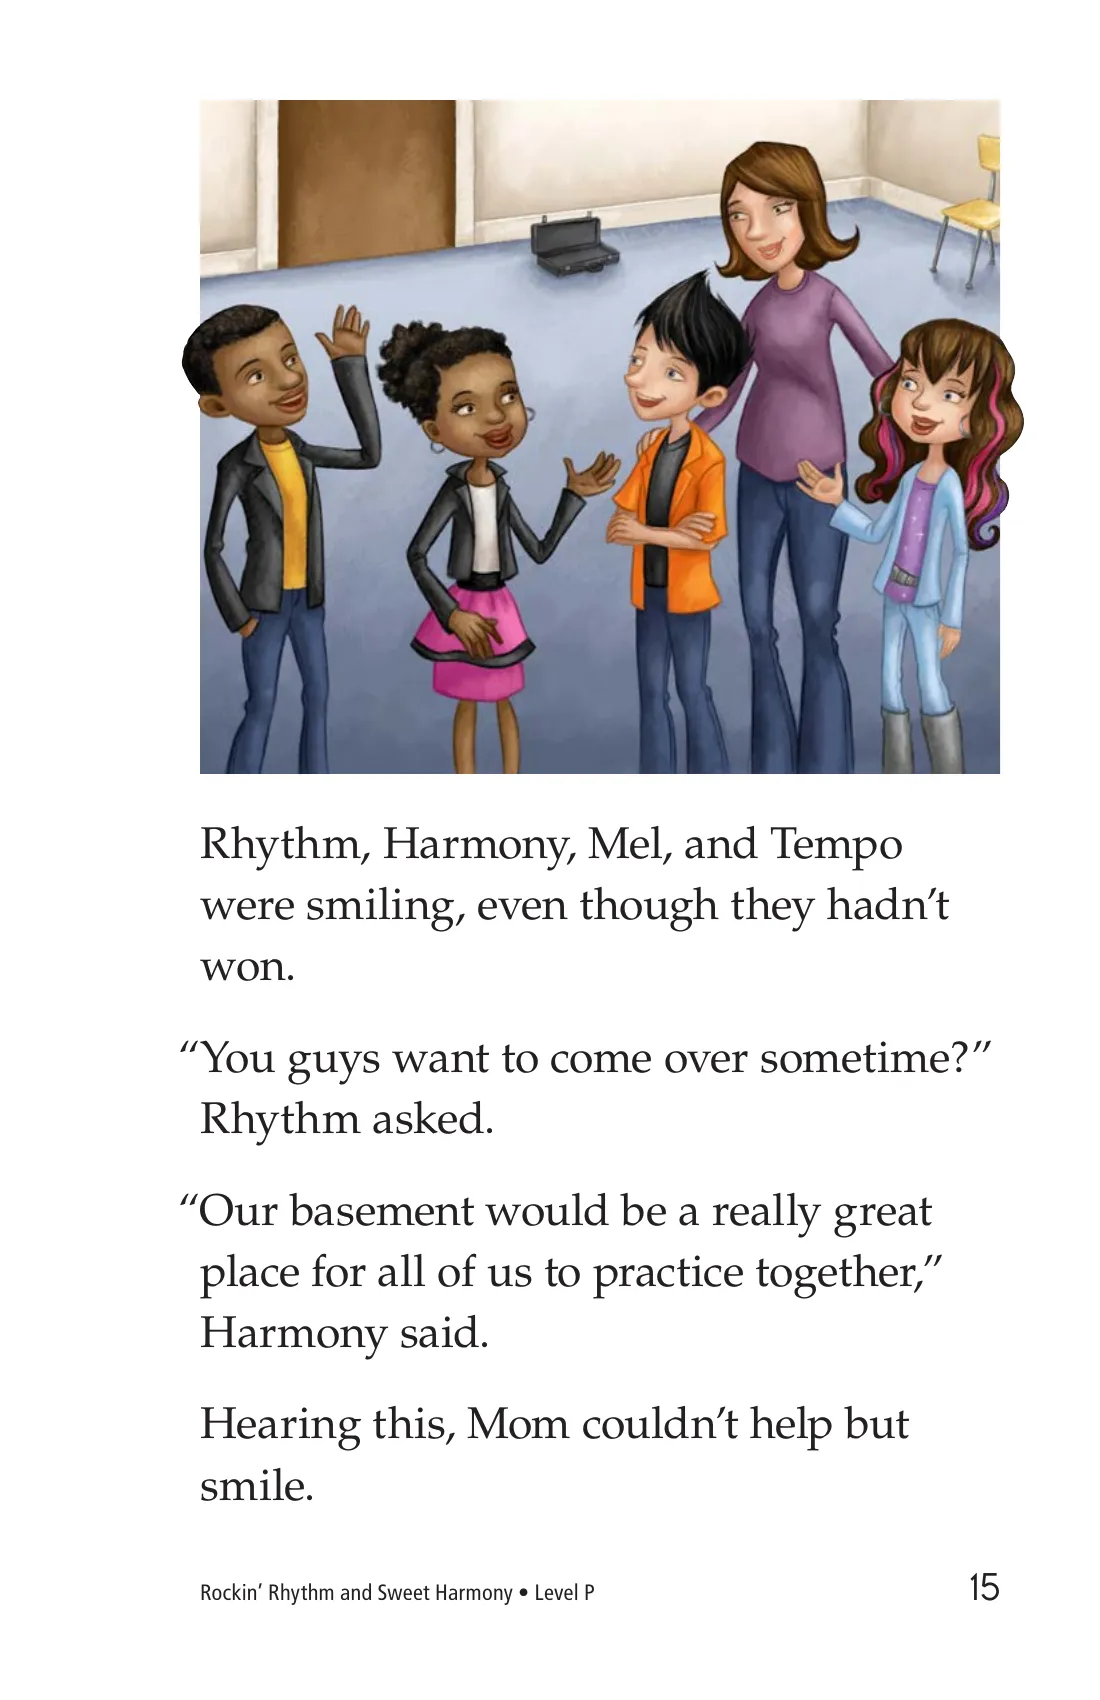 Rhythm, Harmony, Mel, and Tempo
were smiling, even though they hadn’t
won.
“You guys want to come over sometime?”
Rhythm asked.
“Our basement would be a really great
place for all of us to practice together,”
Harmony said.
Hearing this, Mom couldn’t help but
smile.
Rockin’ Rhythm and Sweet Harmony • Level P
15